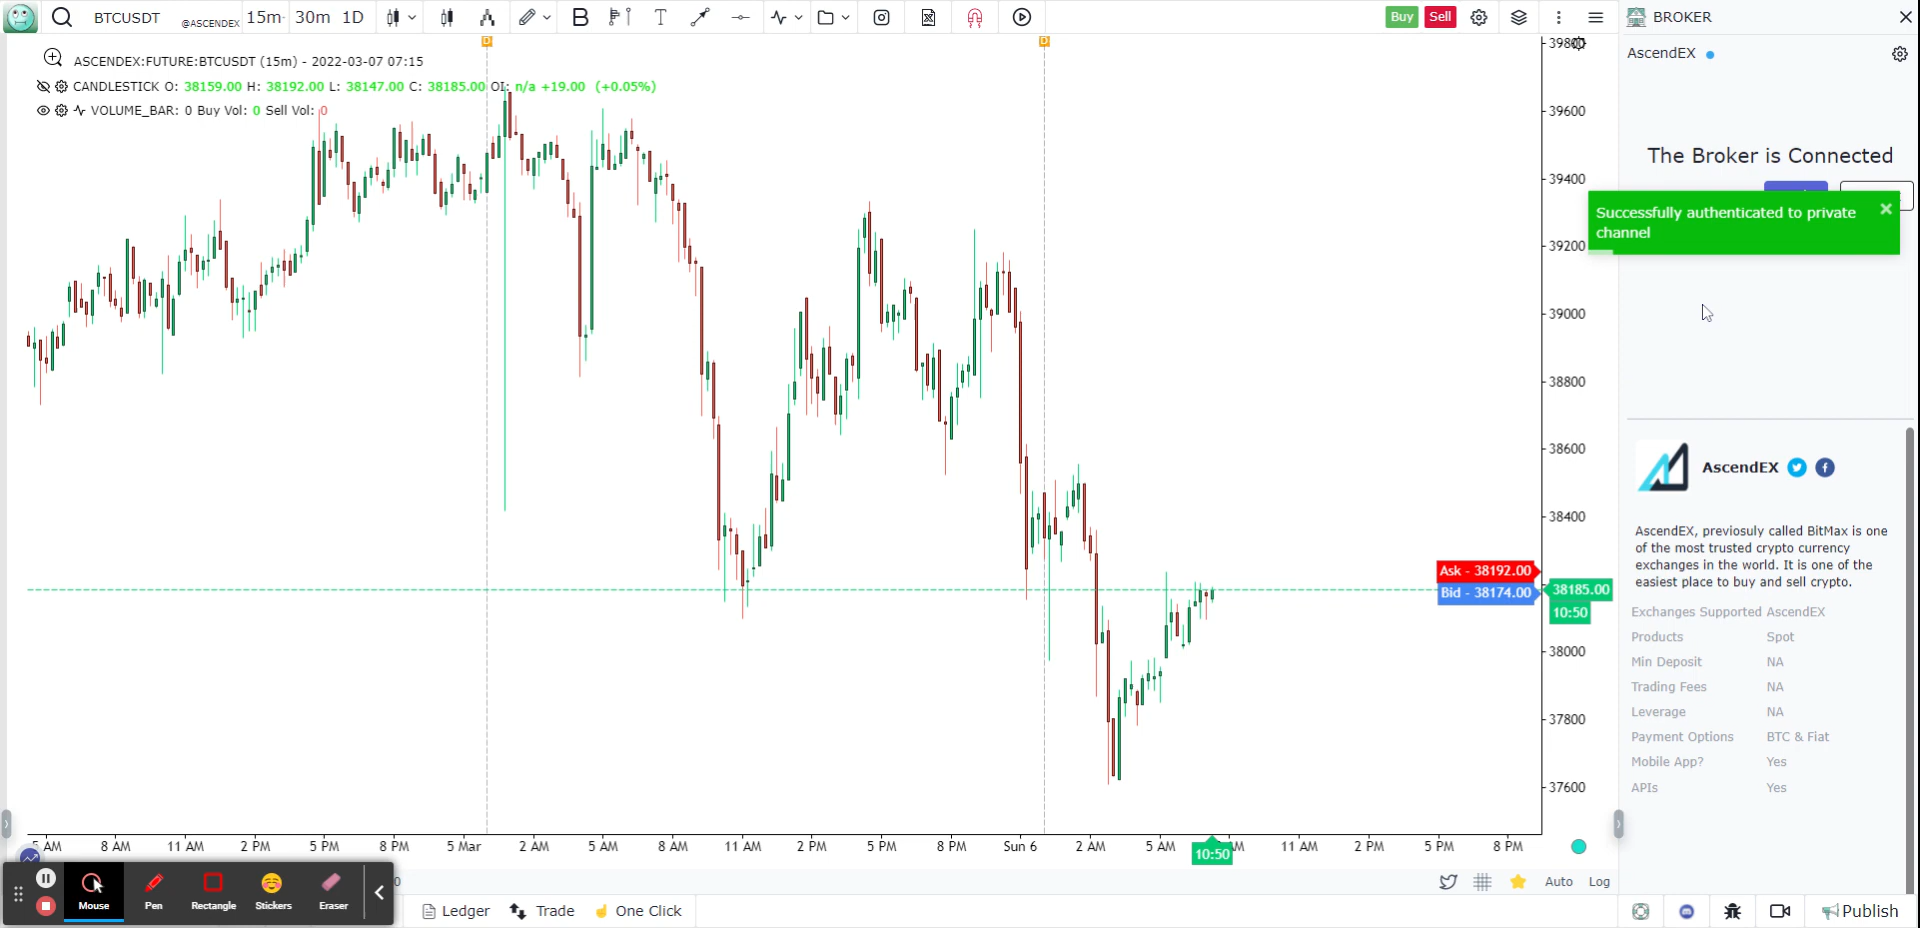 BTCUSDT @ASCENDEX 15m 30m 1D B T Buy Sell BROKER
AscendEX
ASCENDEX:FUTURE:BTCUSDT (15m) - 2022-03-07 07:15
CANDLESTICK O: 38159.00 H: 38192.00 L: 38147.00 C: 38185.00 OI: n/a +19.00 (+0.05%)
VOLUME_BAR: 0 Buy Vol: 0 Sell Vol: 0
D
D
39800
39600
39400
39200
39000
38800
38600
38400
38000
37800
37600
Ask - 38192.00
Bid - 38174.00
38185.00
10:50
5 AM 8 AM 11 AM 2 PM 5 PM 8 PM 5 Mar 2 AM 5 AM 8 AM 11 AM 2 PM 5 PM 8 PM Sun 6 2 AM 5 AM 10:50 AM 11 AM 2 PM 5 PM 8 PM
Auto Log
Mouse Pen Rectangle Stickers Eraser
Ledger Trade One Click
The Broker is Connected
Successfully authenticated to private
channel
AscendEX
AscendEX, previosuly called BitMax is one
of the most trusted crypto currency
exchanges in the world. It is one of the
easiest place to buy and sell crypto.
Exchanges Supported AscendEX
Products Spot
Min Deposit NA
Trading Fees NA
Leverage NA
Payment Options BTC & Fiat
Mobile App? Yes
APIs Yes
Publish